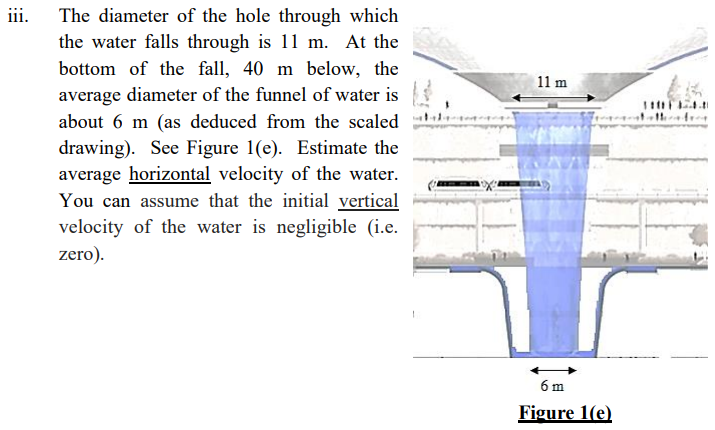 iii. The diameter of the hole through which
the water falls through is 11 m. At the
bottom of the fall, 40 m below, the
average diameter of the funnel of water is
about 6 m (as deduced from the scaled
drawing). See Figure 1(e). Estimate the
average horizontal velocity of the water.
You can assume that the initial vertical
velocity of the water is negligible (i.e.
zero).
11 m
6 m
Figure 1(e)